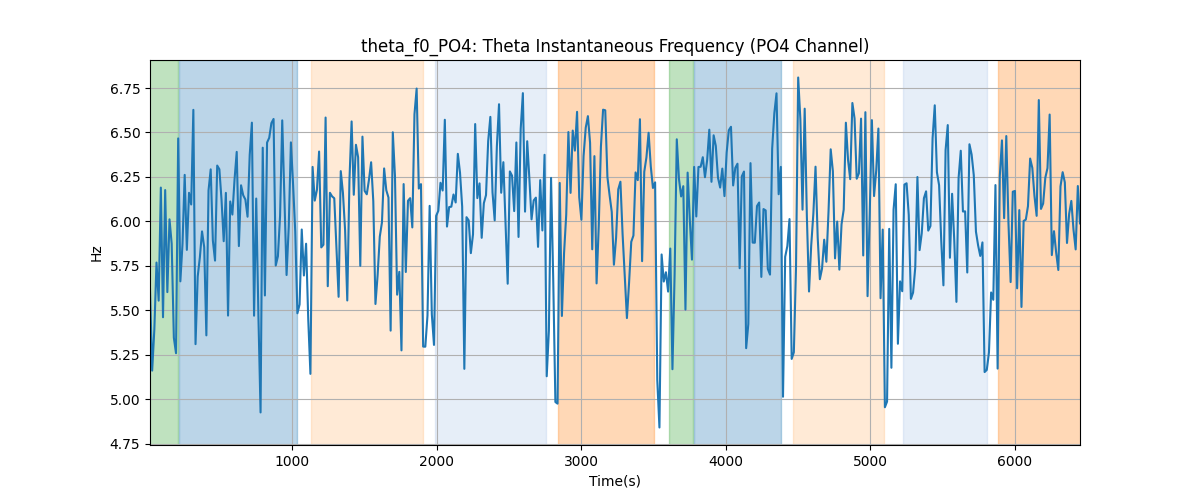 theta_f0_PO4: Theta Instantaneous Frequency (PO4 Channel)
6.75
6.50
6.25
6.00
5.75
5.50
5.25
5.00
4.75
Hz
1000 2000 3000 4000 5000 6000
Time(s)